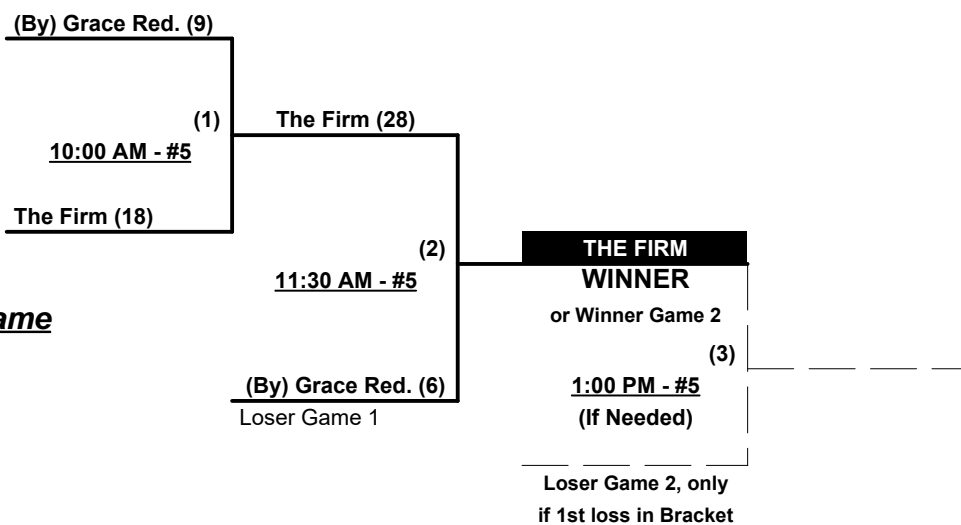 (By) Grace Red. (9)
(1)
The Firm (28)
10:00 AM - #5
The Firm (18)
(2)
11:30 AM - #5
THE FIRM
WINNER
or Winner Game 2
(3)
(By) Grace Red. (6)
Loser Game 1
1:00 PM - #5
(If Needed)
Loser Game 2, only
if 1st loss in Bracket